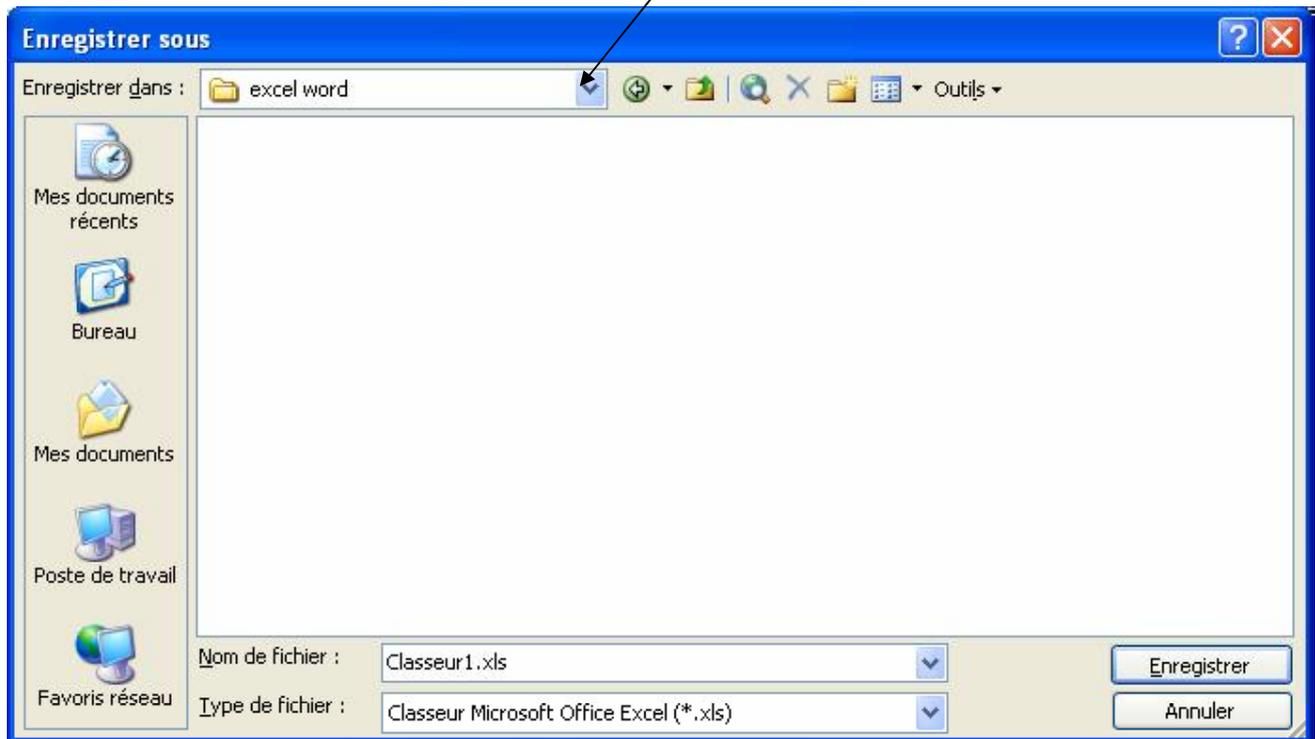 Enregistrer sous
Enregistrer dans :
excel word
Outils
Mes documents
récents
Bureau
Mes documents
Poste de travail
Favoris réseau
Nom de fichier :
Classeur1.xls
Enregistrer
Type de fichier :
Classeur Microsoft Office Excel (*.xls)
Annuler